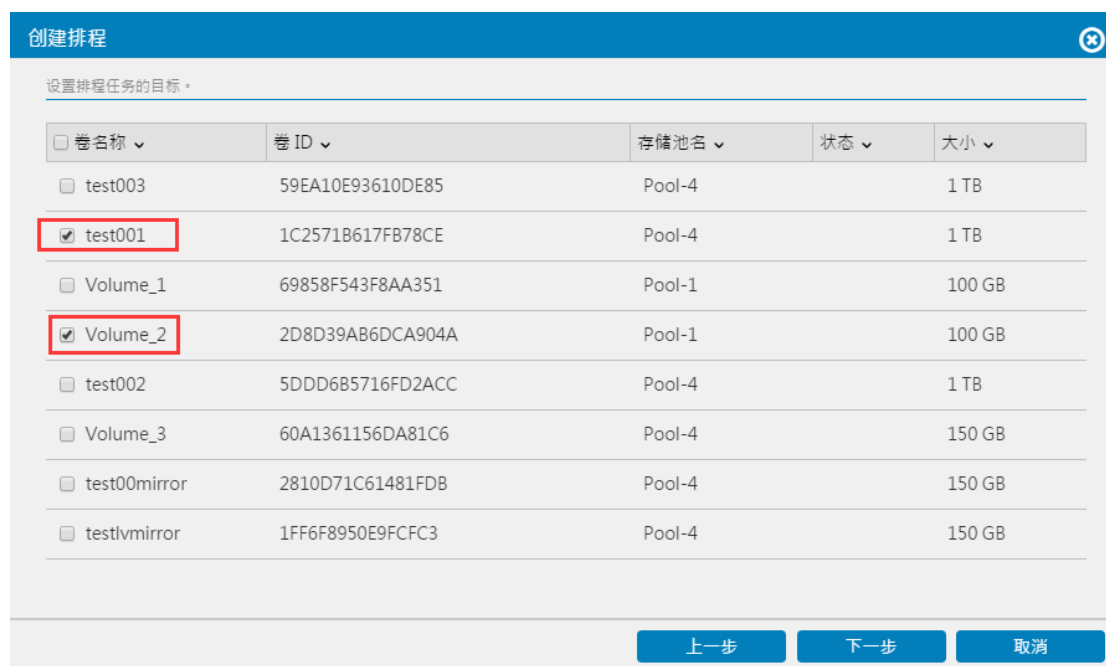 创建排程
设置排程任务的目标。
卷名称 卷 ID 存储池名 状态 大小
test003 59EA10E93610DE85 Pool-4 1 TB
test001 1C2571B617FB78CE Pool-4 1 TB
Volume_1 69858F543F8AA351 Pool-1 100 GB
Volume_2 2D8D39AB6DCA904A Pool-1 100 GB
test002 5DDD6B5716FD2ACC Pool-4 1 TB
Volume_3 60A1361156DA81C6 Pool-4 150 GB
test00mirror 2810D71C61481FDB Pool-4 150 GB
testlvmirror 1FF6F8950E9FCFC3 Pool-4 150 GB
上一步 下一步 取消